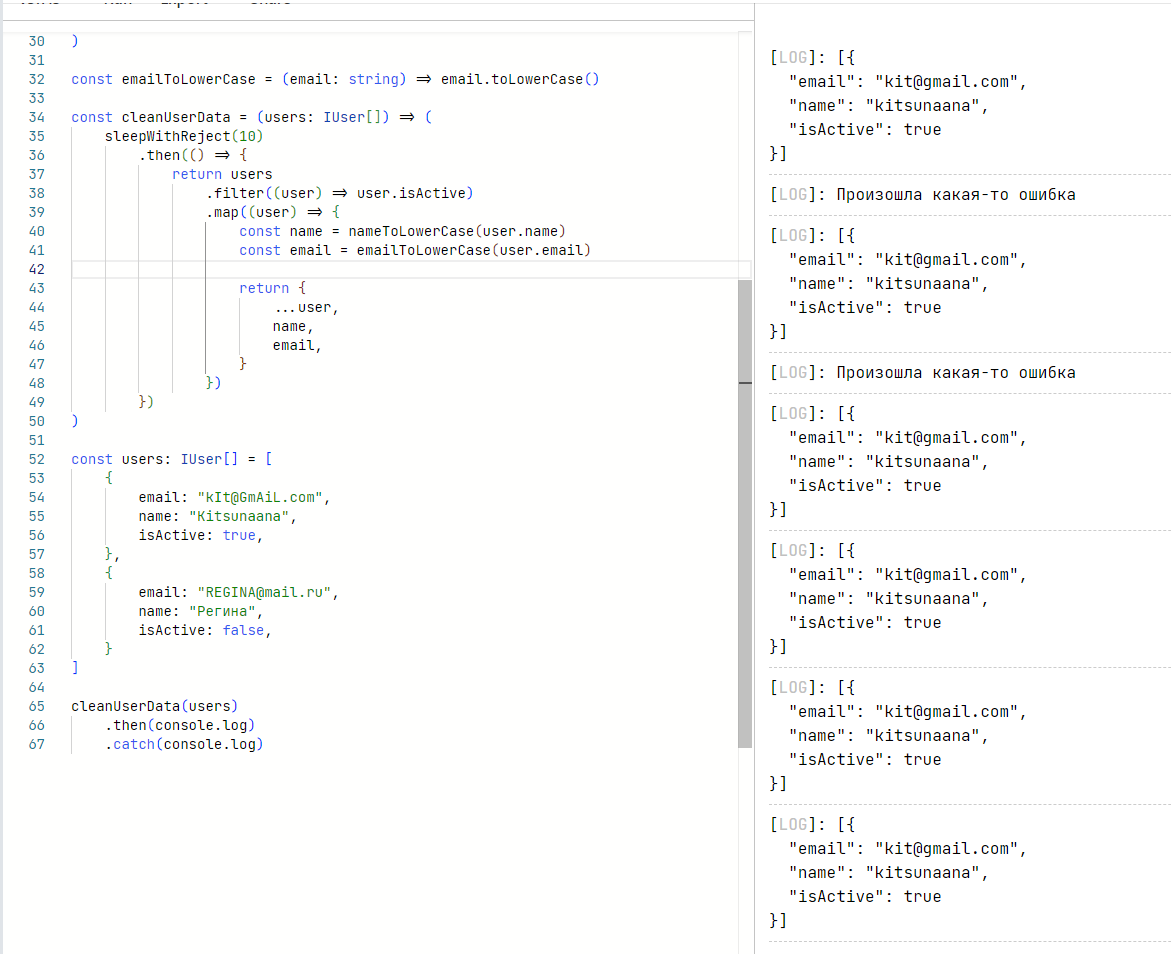 30 )
31
32 const emailToLowerCase = (email: string) => email.toLowerCase()
33
34 const cleanUserData = (users: IUser[]) => (
35     sleepWithReject(10)
36         .then(() => {
37             return users
38                 .filter((user) => user.isActive)
39                 .map((user) => {
40                     const name = nameToLowerCase(user.name)
41                     const email = emailToLowerCase(user.email)
42
43                     return {
44                         ...user,
45                         name,
46                         email,
47                     }
48                 })
49         })
50 )
51
52 const users: IUser[] = [
53     {
54         email: "kIt@GmAiL.com",
55         name: "Kitsunaana",
56         isActive: true,
57     },
58     {
59         email: "REGINA@mail.ru",
60         name: "Регина",
61         isActive: false,
62     }
63 ]
64
65 cleanUserData(users)
66     .then(console.log)
67     .catch(console.log)
[LOG]: [{
  "email": "kit@gmail.com",
  "name": "kitsunaana",
  "isActive": true
}]
[LOG]: Произошла какая-то ошибка
[LOG]: [{
  "email": "kit@gmail.com",
  "name": "kitsunaana",
  "isActive": true
}]
[LOG]: Произошла какая-то ошибка
[LOG]: [{
  "email": "kit@gmail.com",
  "name": "kitsunaana",
  "isActive": true
}]
[LOG]: [{
  "email": "kit@gmail.com",
  "name": "kitsunaana",
  "isActive": true
}]
[LOG]: [{
  "email": "kit@gmail.com",
  "name": "kitsunaana",
  "isActive": true
}]
[LOG]: [{
  "email": "kit@gmail.com",
  "name": "kitsunaana",
  "isActive": true
}]